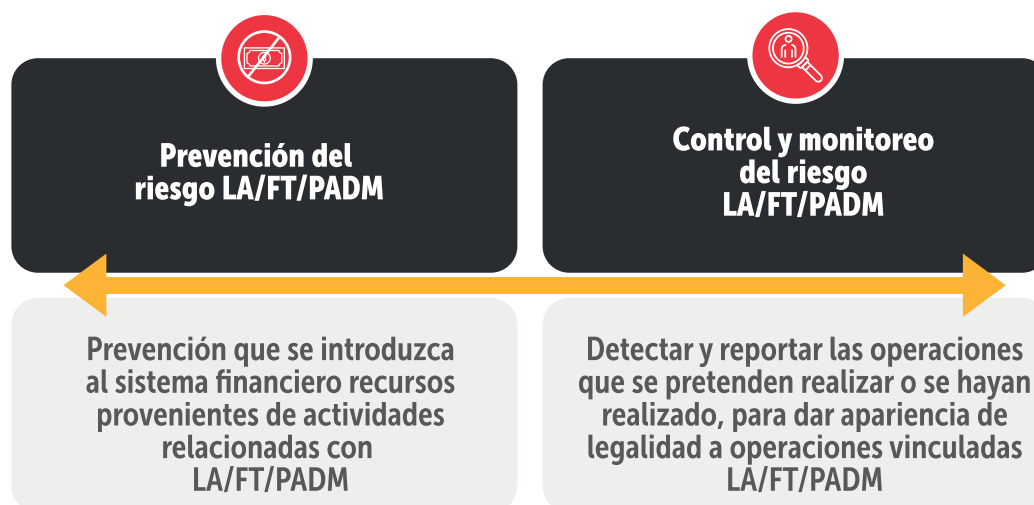 Prevención del
riesgo LA/FT/PADM
Control y monitoreo
del riesgo
LA/FT/PADM
Prevención que se introduzca
al sistema financiero recursos
provenientes de actividades
relacionadas con
LA/FT/PADM
Detectar y reportar las operaciones
que se pretenden realizar o se hayan
realizado, para dar apariencia de
legalidad a operaciones vinculadas
LA/FT/PADM